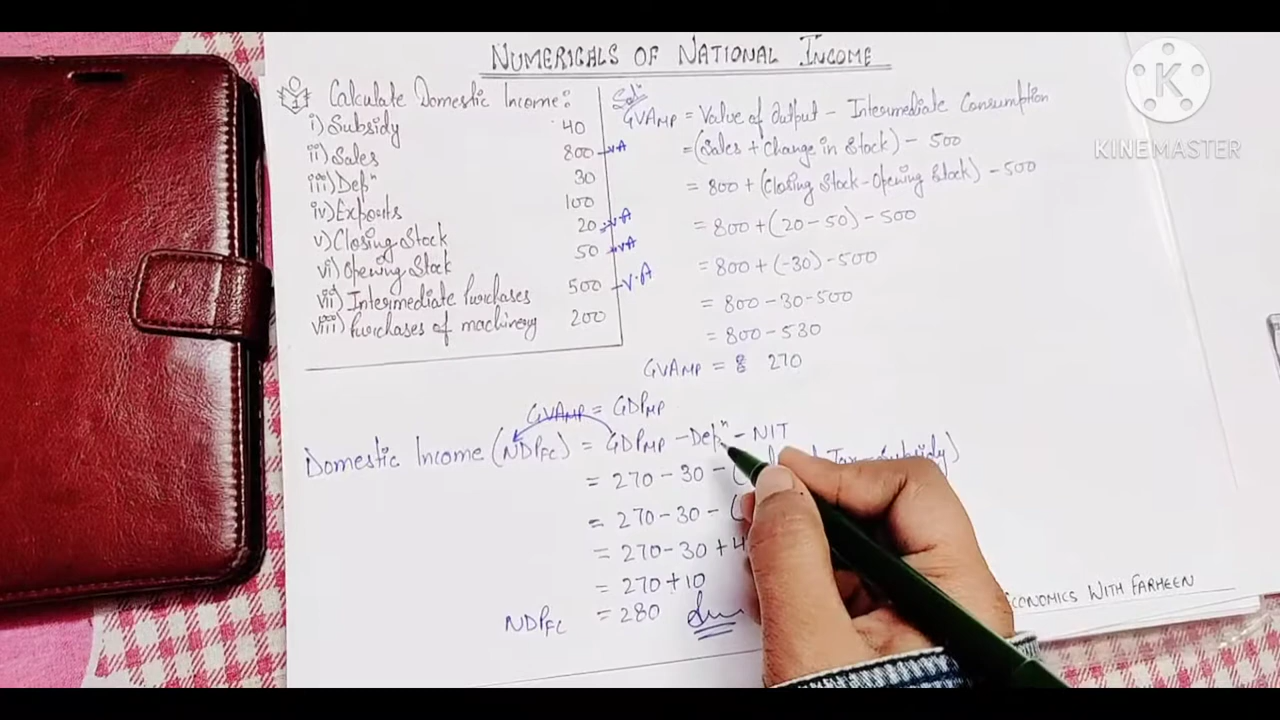 NUMERICALS OF NATIONAL INCOME
Q1 Calculate Domestic Income:
i) Subsidy 40
ii) Sales 800 V.A
iii) Depn 30
iv) Exports 100
v) Closing Stock 20 V.A
vi) Opening Stock 50 V.A
vii) Intermediate Purchases 500 V.A
viii) Purchases of machinery 200
Sol:
GVAMP = Value of Output - Intermediate Consumption
= (Sales + Change in Stock) - 500
= 800 + (Closing Stock - Opening Stock) - 500
= 800 + (20 - 50) - 500
= 800 + (-30) - 500
= 800 - 30 - 500
= 800 - 530
GVAMP = 270
GVAMP = GDPMP
Domestic Income (NDPFC) = GDPMP - Depn - NIT
= 270 - 30 - ( Tax - Subsidy)
= 270 - 30 - (
= 270 - 30 + 4
= 270 + 10
NDPFC = 280
ECONOMICS WITH FARHEEN
K
KINEMASTER